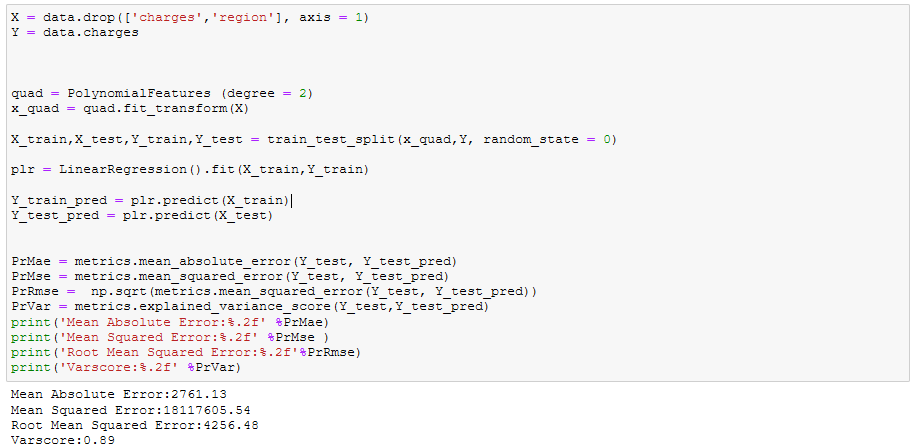 X = data.drop(['charges','region'], axis = 1)
Y = data.charges
quad = PolynomialFeatures (degree = 2)
x_quad = quad.fit_transform(X)
X_train,X_test,Y_train,Y_test = train_test_split(x_quad,Y, random_state = 0)
plr = LinearRegression().fit(X_train,Y_train)
Y_train_pred = plr.predict(X_train)
Y_test_pred = plr.predict(X_test)
PrMae = metrics.mean_absolute_error(Y_test, Y_test_pred)
PrMse = metrics.mean_squared_error(Y_test, Y_test_pred)
PrRmse =  np.sqrt(metrics.mean_squared_error(Y_test, Y_test_pred))
PrVar = metrics.explained_variance_score(Y_test,Y_test_pred)
print('Mean Absolute Error:%.2f' %PrMae)
print('Mean Squared Error:%.2f' %PrMse )
print('Root Mean Squared Error:%.2f'%PrRmse)
print('Varscore:%.2f' %PrVar)
Mean Absolute Error:2761.13
Mean Squared Error:18117605.54
Root Mean Squared Error:4256.48
Varscore:0.89